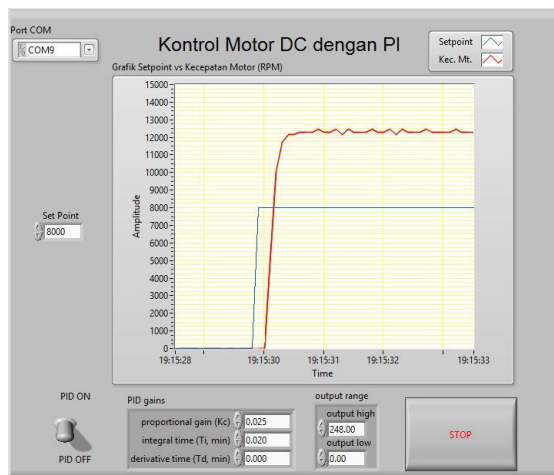 Port COM
COM9
Kontrol Motor DC dengan PI
Setpoint
Kec. Mt.
Grafik Setpoint vs Kecepatan Motor (RPM)
15000
14000
13000
12000
11000
10000
9000
8000
7000
6000
5000
4000
3000
2000
1000
0
Amplitude
19:15:28
19:15:30
19:15:31
19:15:32
19:15:33
Time
Set Point
8000
PID ON
PID OFF
PID gains
proportional gain (Kc)
0.025
integral time (Ti, min)
0.020
derivative time (Td, min)
0.000
output range
output high
248.00
output low
0.00
STOP